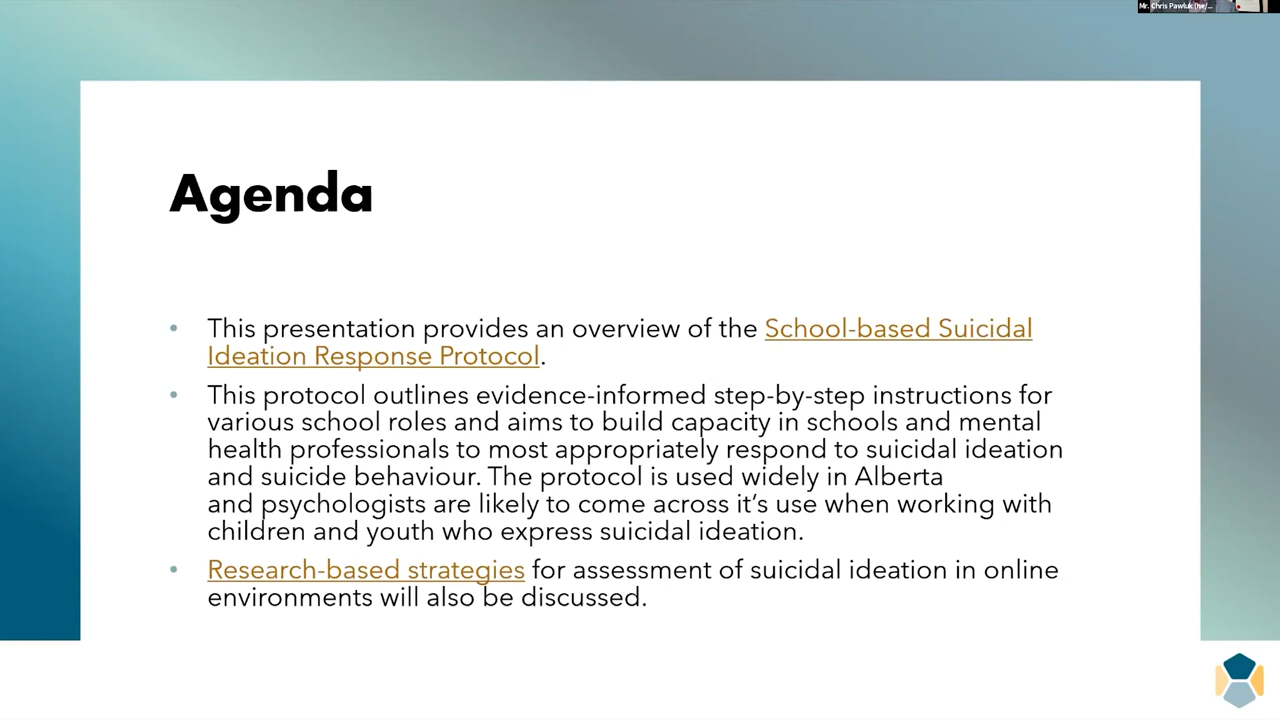 Mr. Chris Pawluk (he/...
Agenda
• This presentation provides an overview of the School-based Suicidal
Ideation Response Protocol.
• This protocol outlines evidence-informed step-by-step instructions for
various school roles and aims to build capacity in schools and mental
health professionals to most appropriately respond to suicidal ideation
and suicide behaviour. The protocol is used widely in Alberta
and psychologists are likely to come across it’s use when working with
children and youth who express suicidal ideation.
• Research-based strategies for assessment of suicidal ideation in online
environments will also be discussed.